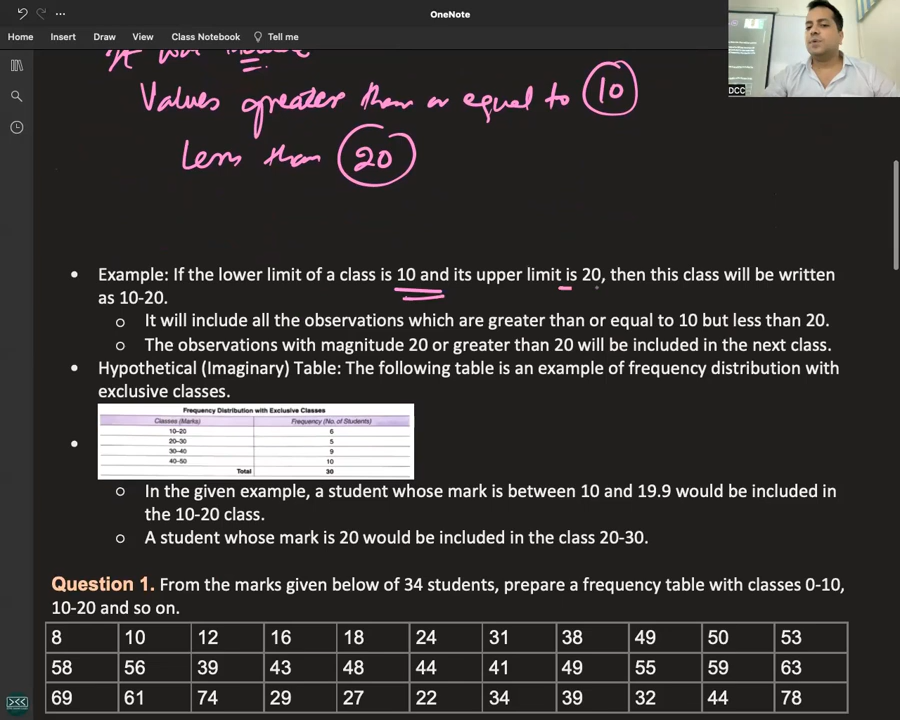 OneNote
Home Insert Draw View Class Notebook Tell me
DCC
Values greater than or equal to 10
Less than 20
• Example: If the lower limit of a class is 10 and its upper limit is 20, then this class will be written
as 10-20.
o It will include all the observations which are greater than or equal to 10 but less than 20.
o The observations with magnitude 20 or greater than 20 will be included in the next class.
• Hypothetical (Imaginary) Table: The following table is an example of frequency distribution with
exclusive classes.
Frequency Distribution with Exclusive Classes
Classes (Marks) Frequency (No. of Students)
10–20 6
20–30 5
30–40 9
40–50 10
Total 30
o In the given example, a student whose mark is between 10 and 19.9 would be included in
the 10-20 class.
o A student whose mark is 20 would be included in the class 20-30.
Question 1. From the marks given below of 34 students, prepare a frequency table with classes 0-10,
10-20 and so on.
8 10 12 16 18 24 31 38 49 50 53
58 56 39 43 48 44 41 49 55 59 63
69 61 74 29 27 22 34 39 32 44 78